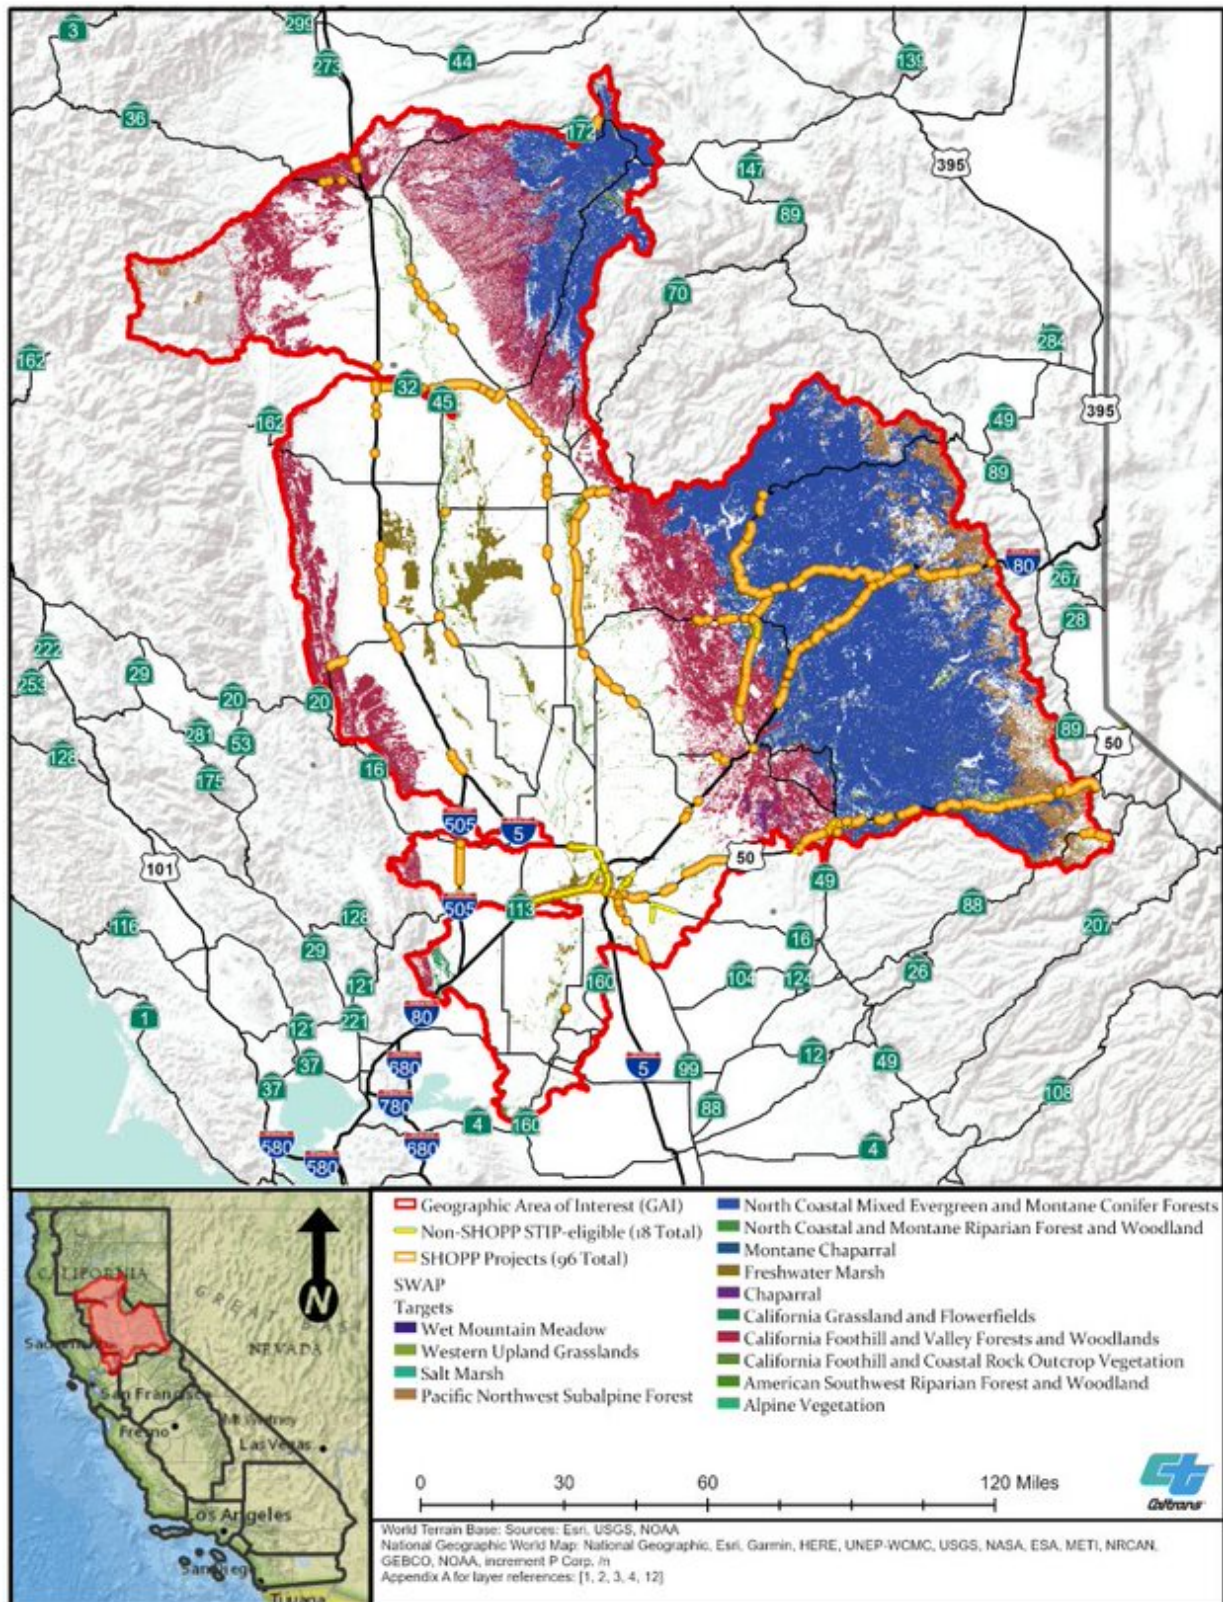 3
299
273
44
139
36
172
147
395
89
70
162
284
32
45
162
49
395
89
80
267
28
222
29
253
20
20
281
53
128
175
16
89
50
505
5
101
50
49
113
505
128
116
88
207
29
16
121
160
104
124
26
1
80
121
221
37
680
5
99
12
49
37
780
88
108
4
160
580
580
680
4
CALIFORNIA
GREAT
NEVADA
San Francisco
Fresno
Mt Whitney
Las Vegas
Los Angeles
San Diego
Tijuana
N
Geographic Area of Interest (GAI)
Non-SHOPP STIP-eligible (18 Total)
SHOPP Projects (96 Total)
SWAP
Targets
Wet Mountain Meadow
Western Upland Grasslands
Salt Marsh
Pacific Northwest Subalpine Forest
North Coastal Mixed Evergreen and Montane Conifer Forests
North Coastal and Montane Riparian Forest and Woodland
Montane Chaparral
Freshwater Marsh
Chaparral
California Grassland and Flowerfields
California Foothill and Valley Forests and Woodlands
California Foothill and Coastal Rock Outcrop Vegetation
American Southwest Riparian Forest and Woodland
Alpine Vegetation
0 30 60 120 Miles
Caltrans
World Terrain Base: Sources: Esri, USGS, NOAA
National Geographic World Map: National Geographic, Esri, Garmin, HERE, UNEP-WCMC, USGS, NASA, ESA, METI, NRCAN,
GEBCO, NOAA, increment P Corp. /n
Appendix A for layer references: [1, 2, 3, 4, 12]